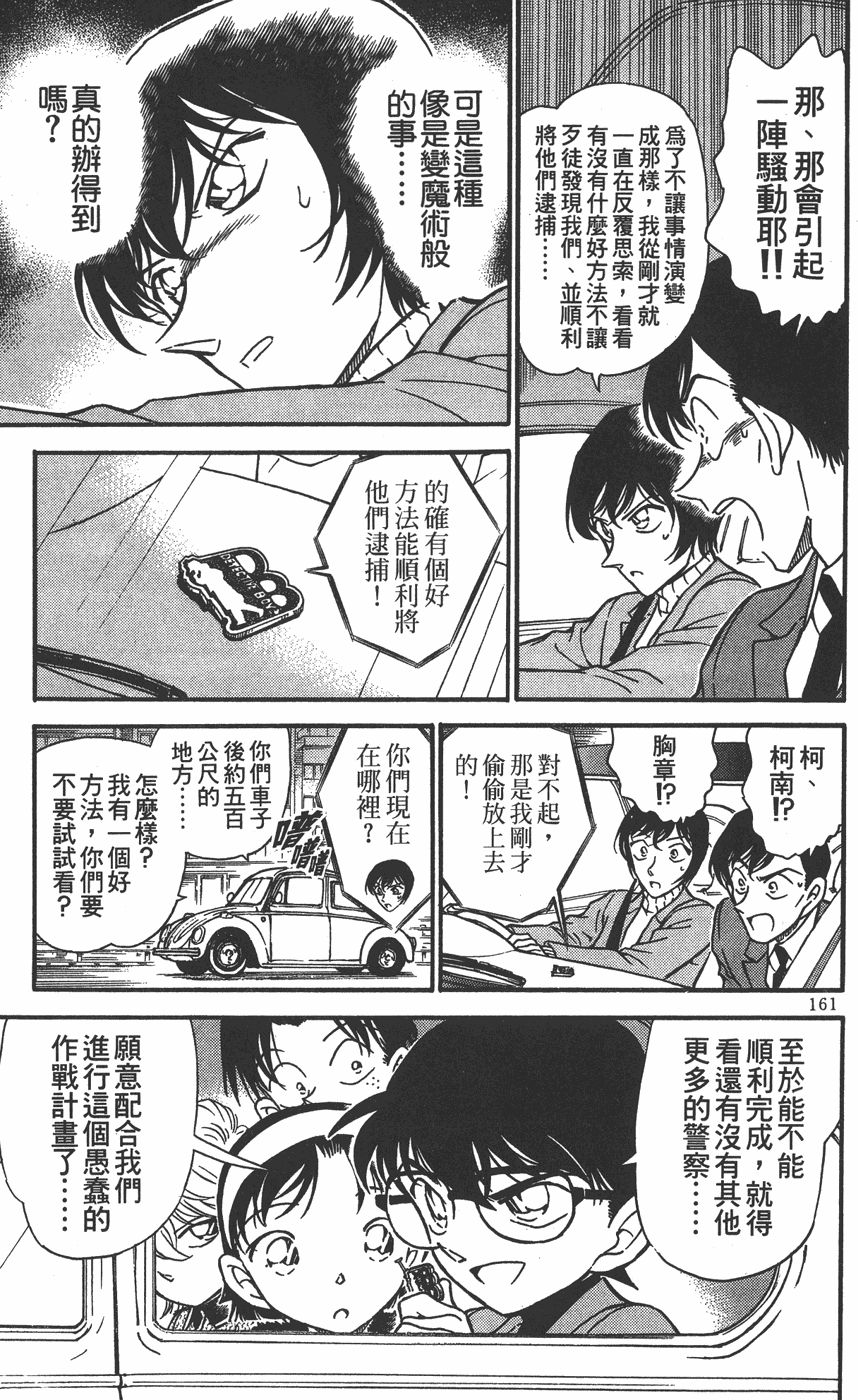 那、那會引起
一陣騷動耶!!
為了不讓事情演變
成那樣，我從剛才就
一直在反覆思索，看看
有沒有什麼好方法不讓
歹徒發現我們、並順利
將他們逮捕……
可是這種
像是變魔術般
的事……
真的辦得到
嗎？
的確有個好
方法能順利將
他們逮捕！
DETECTIVE BOYS
柯、
柯南!?
胸章!?
對不起，
那是我剛才
偷偷放上去
的！
你們現在
在哪裡？
噗
噗噗
你們車子
後約五百
公尺的
地方……
怎麼樣？
我有一個好
方法，你們要
不要試試看？
161
至於能不能
順利完成，就得
看還有沒有其他
更多的警察……
願意配合我們
進行這個愚蠢的
作戰計畫了……